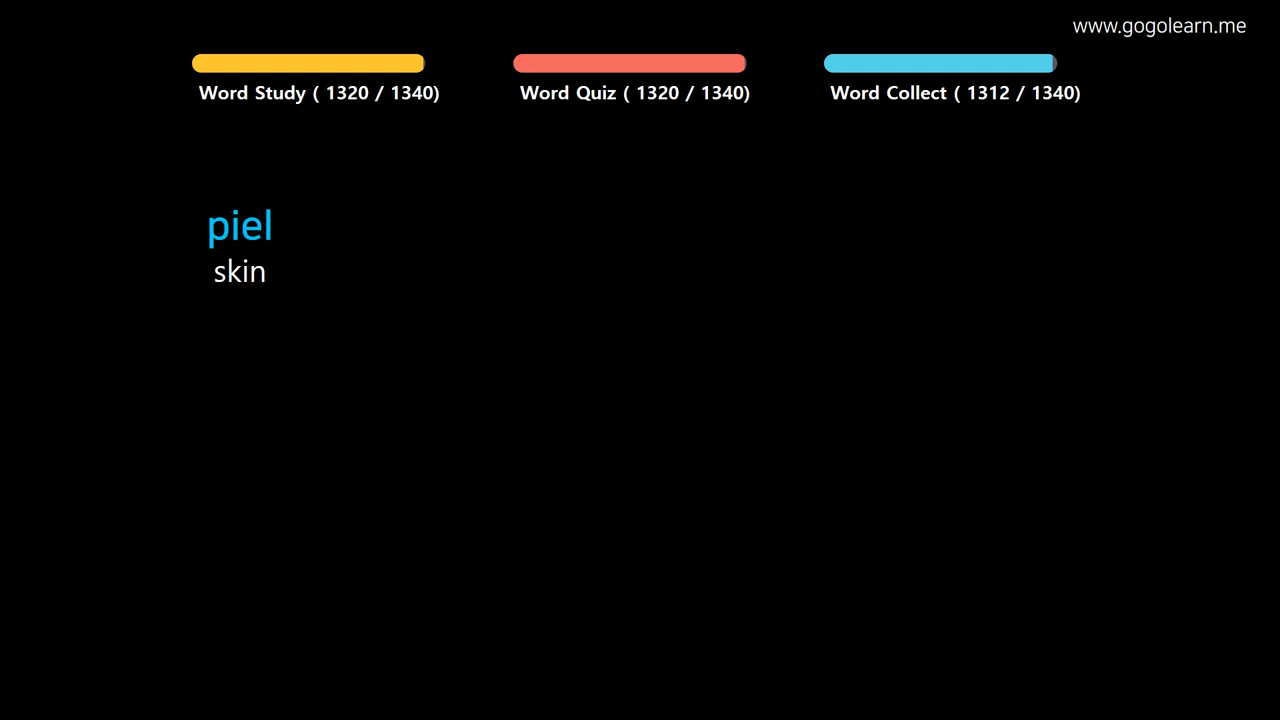 www.gogolearn.me
Word Study ( 1320 / 1340)
Word Quiz ( 1320 / 1340)
Word Collect ( 1312 / 1340)
piel
skin